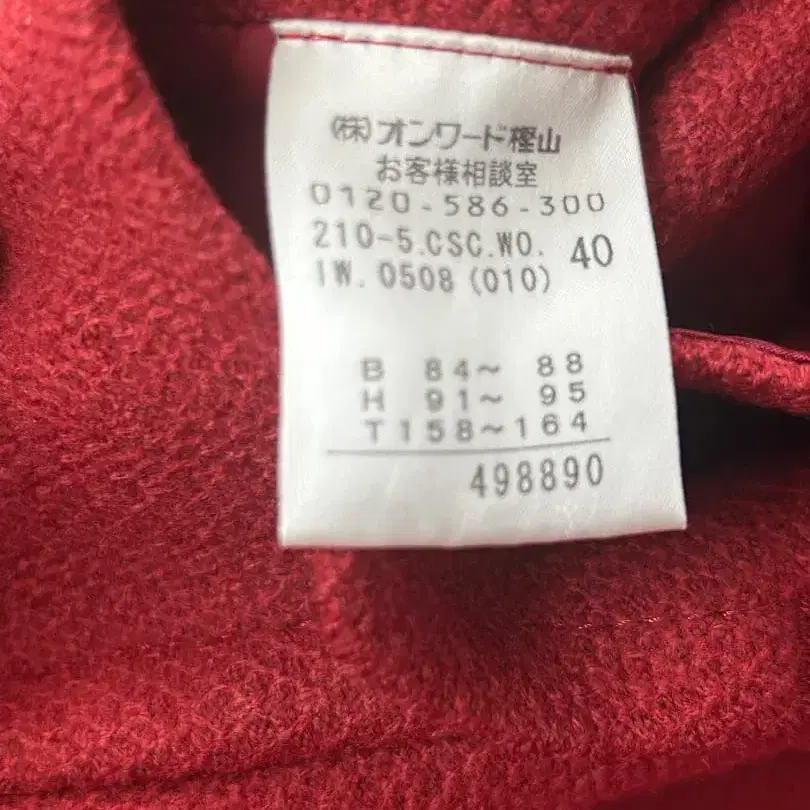 (株)オンワード樫山
お客様相談室
0120-586-300
210-5.CSC.WO. 40
IW.0508(010)
B 84~ 88
H 91~ 95
T158~164
498890